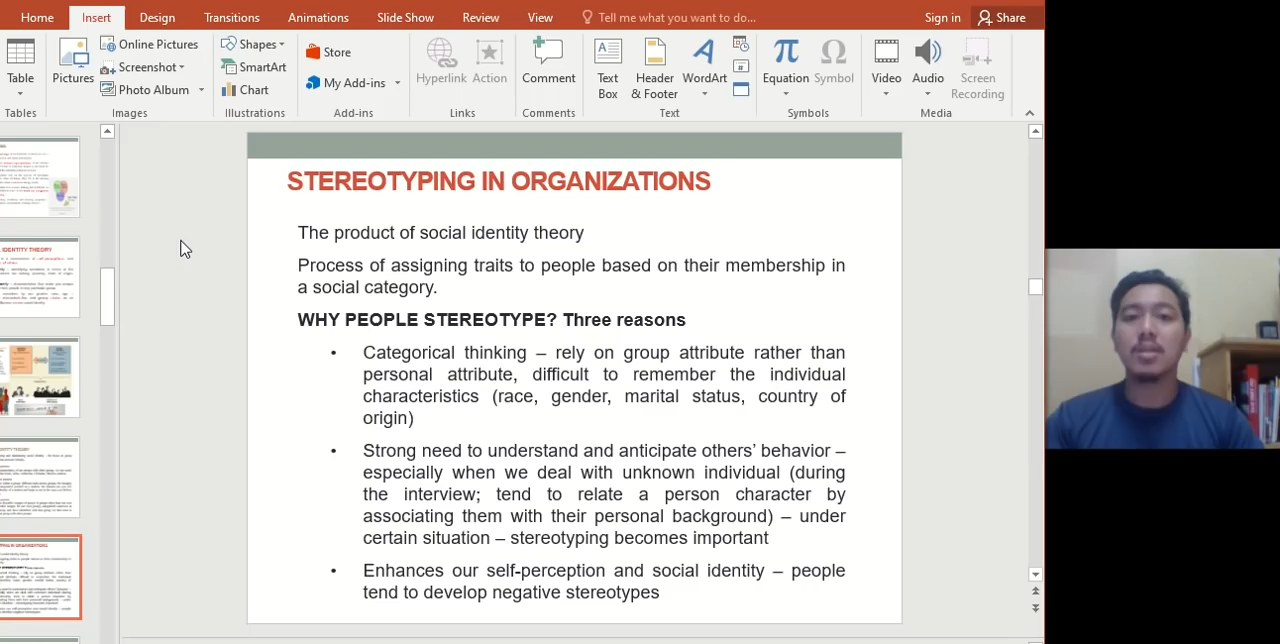 Home Insert Design Transitions Animations Slide Show Review View Tell me what you want to do... Sign in Share
Table
Pictures
Online Pictures
Screenshot
Photo Album
Shapes
SmartArt
Chart
Store
My Add-ins
Hyperlink Action
Comment
Text
Box
Header
& Footer
WordArt
Equation
Symbol
Video
Audio
Screen
Recording
Tables Images Illustrations Add-ins Links Comments Text Symbols Media
IDENTITY THEORY
STEREOTYPING IN ORGANIZATIONS
The product of social identity theory
Process of assigning traits to people based on their membership in
a social category.
WHY PEOPLE STEREOTYPE? Three reasons
• Categorical thinking – rely on group attribute rather than
personal attribute, difficult to remember the individual
characteristics (race, gender, marital status, country of
origin)
• Strong need to understand and anticipate others' behavior –
especially when we deal with unknown individual (during
the interview; tend to relate a person character by
associating them with their personal background) – under
certain situation – stereotyping becomes important
• Enhances our self-perception and social identity – people
tend to develop negative stereotypes